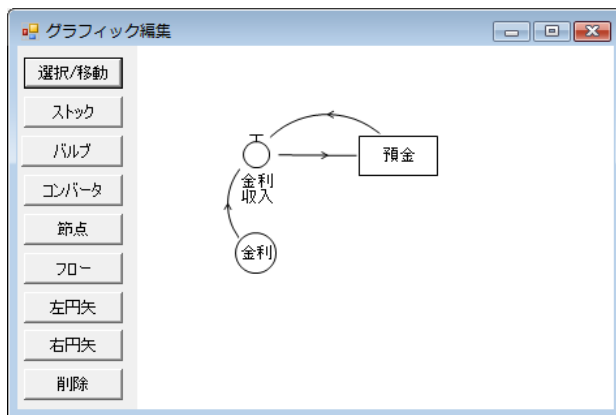 グラフィック編集
選択/移動
ストック
バルブ
コンバータ
節点
フロー
左円矢
右円矢
削除
預金
金利
収入
金利